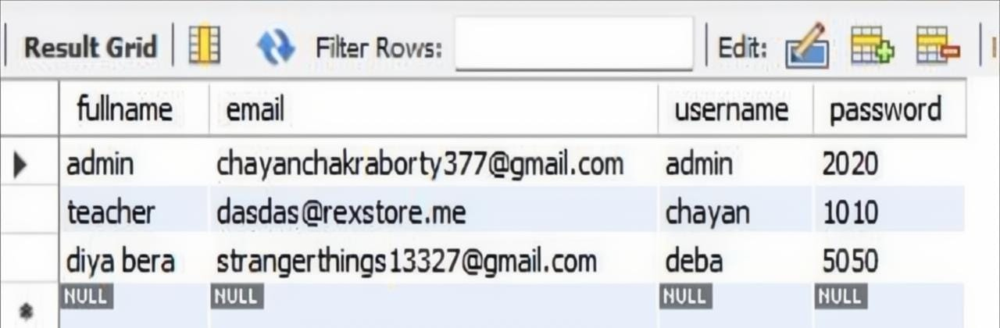 Result Grid Filter Rows: Edit:
fullname email username password
admin chayanchakraborty377@gmail.com admin 2020
teacher dasdas@rexstore.me chayan 1010
diya bera strangerthings13327@gmail.com deba 5050
NULL NULL NULL NULL